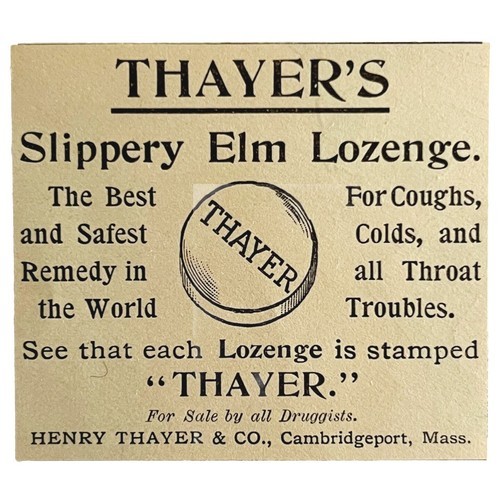 THAYER'S
Slippery Elm Lozenge.
The Best
and Safest
Remedy in
the World
THAYER
For Coughs,
Colds, and
all Throat
Troubles.
See that each Lozenge is stamped
“THAYER.”
For Sale by all Druggists.
HENRY THAYER & CO., Cambridgeport, Mass.